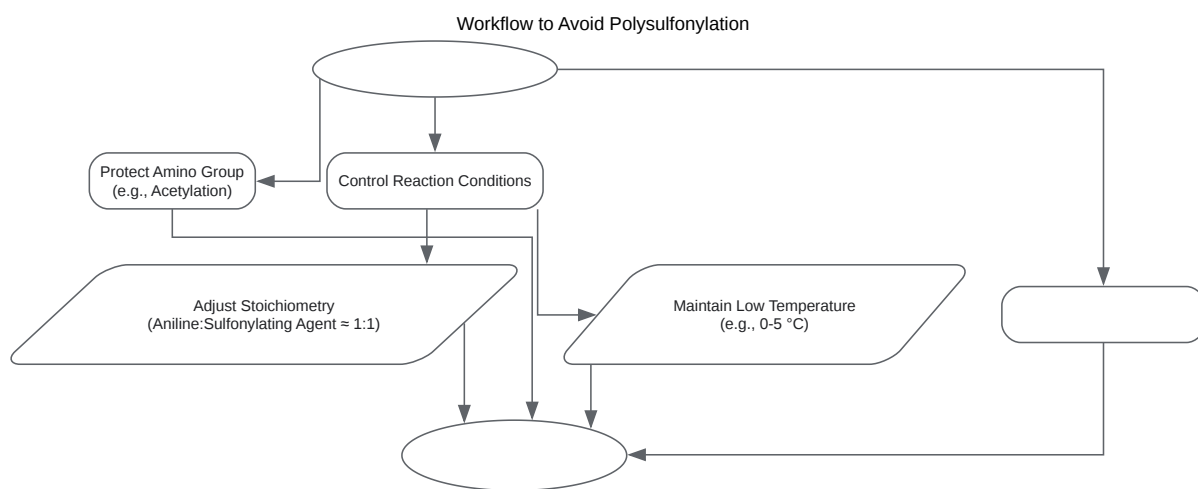 Workflow to Avoid Polysulfonylation
Protect Amino Group
(e.g., Acetylation)
Control Reaction Conditions
Adjust Stoichiometry
(Aniline:Sulfonylating Agent ≈ 1:1)
Maintain Low Temperature
(e.g., 0-5 °C)